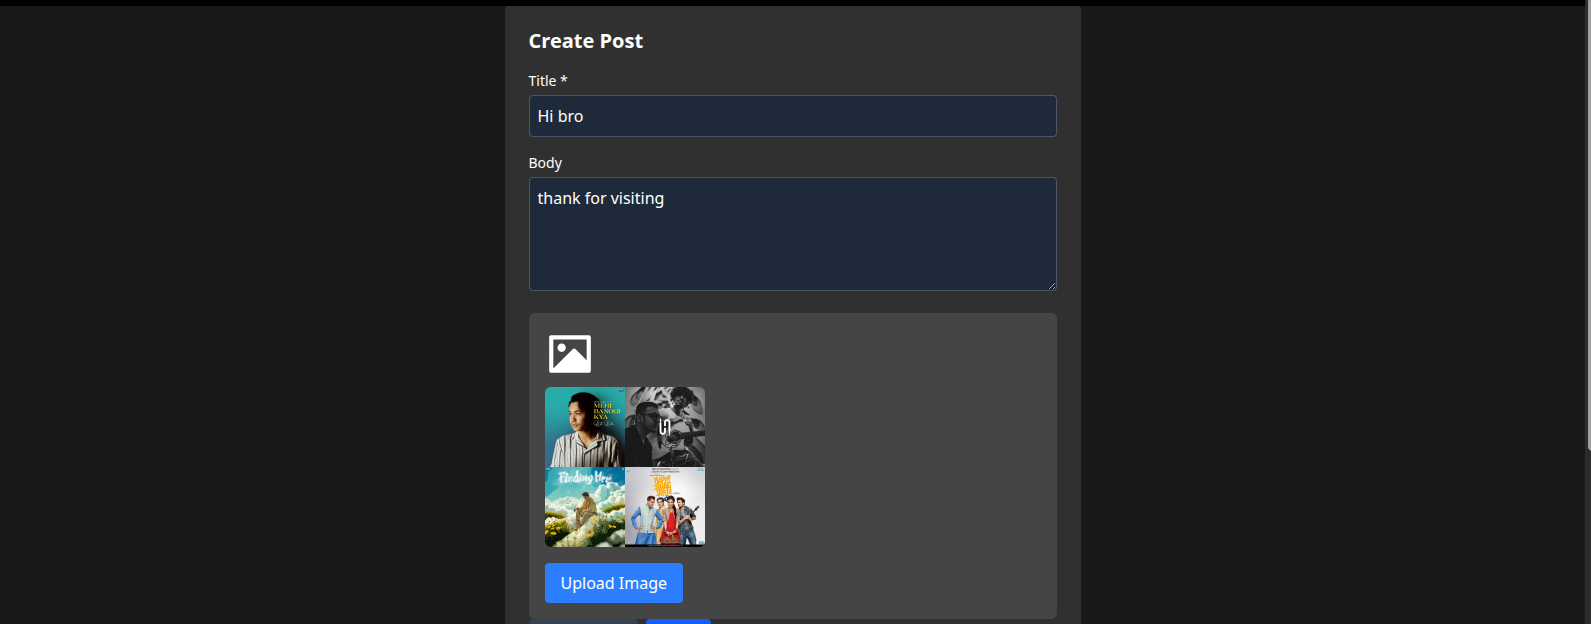 Create Post
Title *
Hi bro
Body
thank for visiting
MERI
BANOGI
KYA
Finding Her
Upload Image